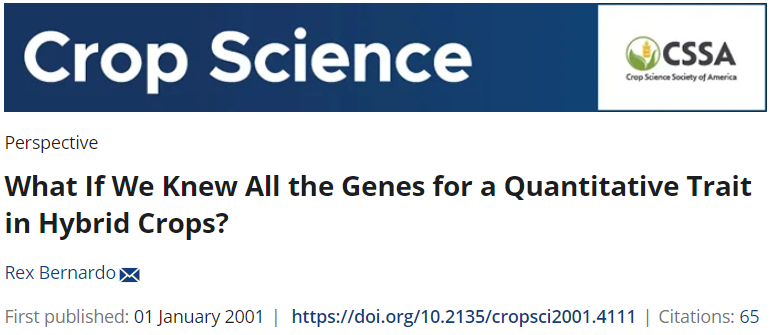 Crop Science
CSSA
Crop Science Society of America
Perspective
What If We Knew All the Genes for a Quantitative Trait
in Hybrid Crops?
Rex Bernardo
First published: 01 January 2001 | https://doi.org/10.2135/cropsci2001.4111 | Citations: 65